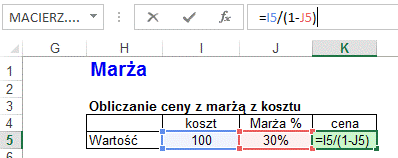 MACIERZ.... =I5/(1-J5)
G H I J K
1 Marża
2
3 Obliczanie ceny z marżą z kosztu
4 koszt Marża % cena
5 Wartość 100 30% =I5/(1-J5)